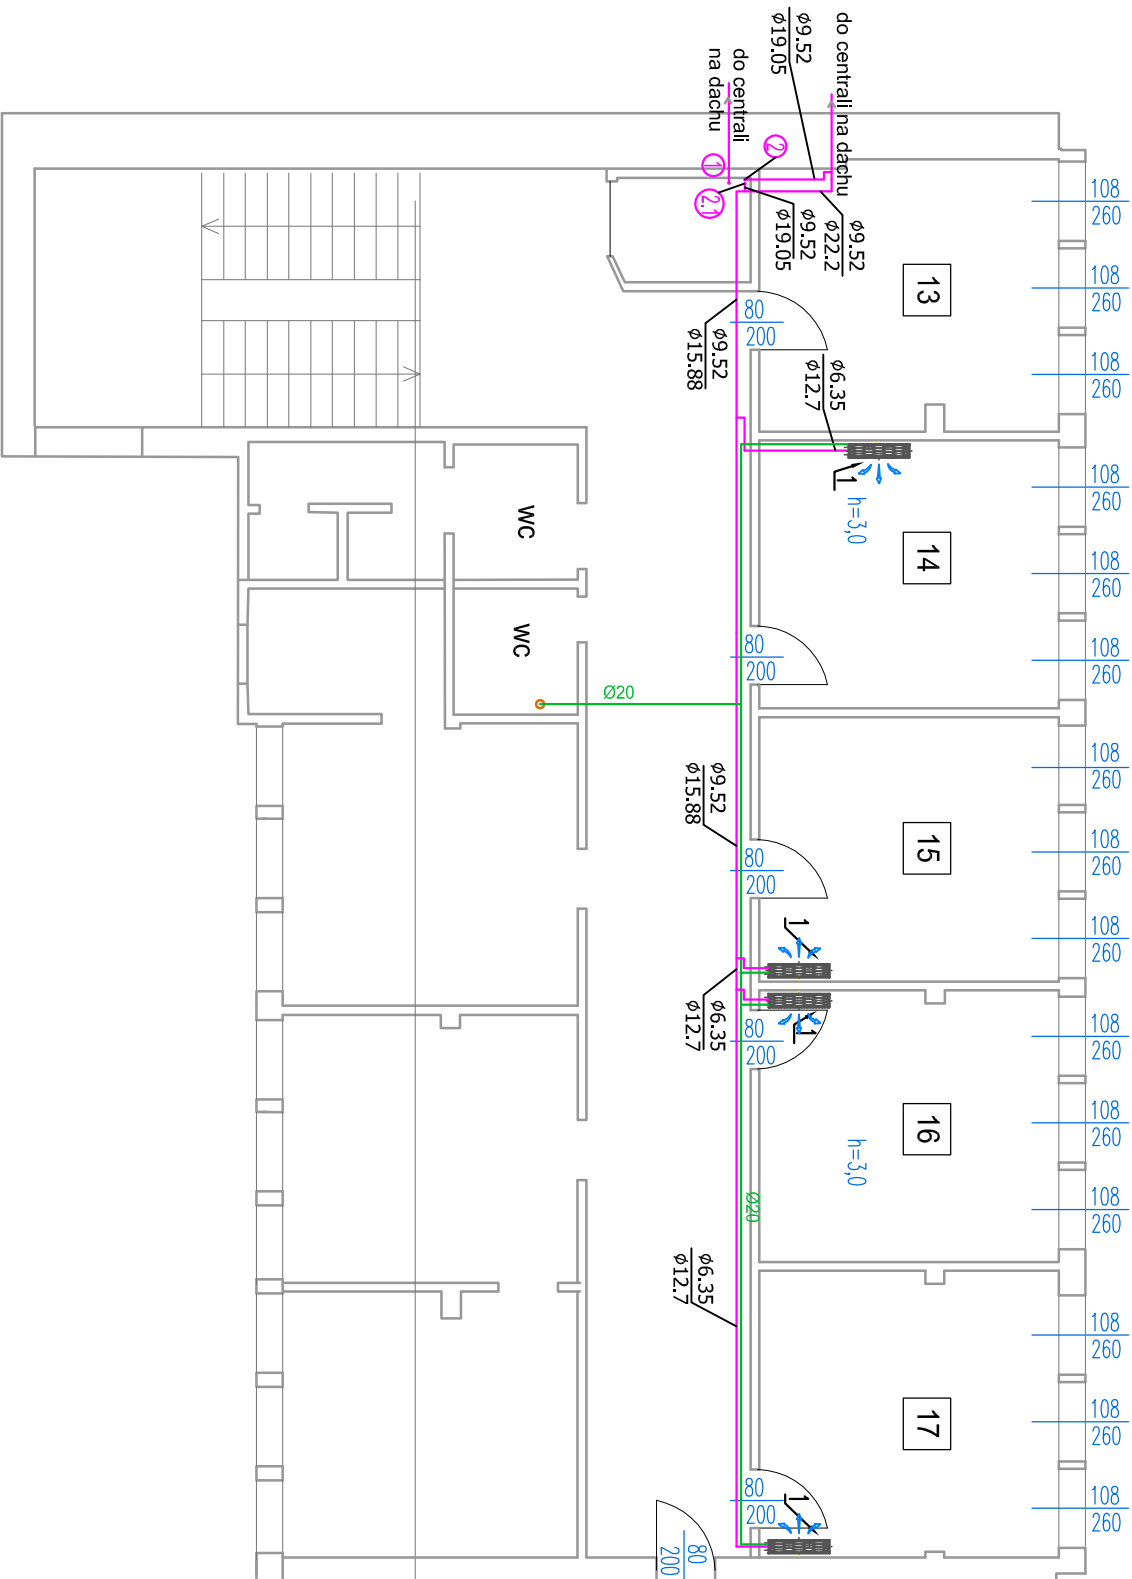 do centrali na dachu
ø9.52
ø19.05
do centrali
na dachu
2
1
2.1
ø9.52
ø22.2
ø9.52
ø19.05
13
108
260
108
260
108
260
80
200
ø9.52
ø15.88
ø6.35
ø12.7
1
h=3,0
14
108
260
108
260
108
260
wc
wc
80
200
Ø20
15
108
260
108
260
108
260
ø9.52
ø15.88
80
200
1
ø6.35
ø12.7
1
80
200
16
h=3,0
108
260
108
260
108
260
Ø20
ø6.35
ø12.7
17
108
260
108
260
108
260
80
200
1
80
200